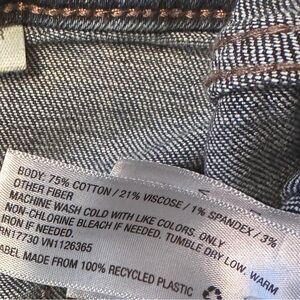 BODY: 75% COTTON / 21% VISCOSE / 1% SPANDEX / 3%
OTHER FIBER
MACHINE WASH COLD WITH LIKE COLORS. ONLY
NON-CHLORINE BLEACH IF NEEDED. TUMBLE DRY LOW. WARM
IRON IF NEEDED.
RN17730 VN1126365
LABEL MADE FROM 100% RECYCLED PLASTIC